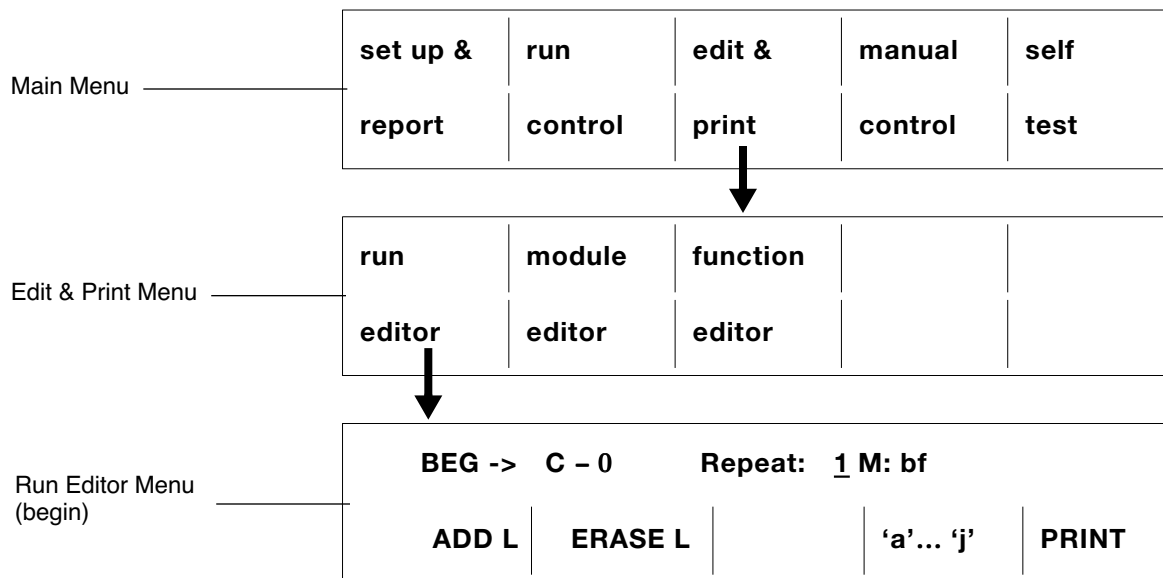 set up & run edit & manual self
Main Menu
report control print control test
run module function
Edit & Print Menu
editor editor editor
BEG -> C – 0 Repeat: 1 M: bf
Run Editor Menu
(begin)
ADD L ERASE L ‘a’... ‘j’ PRINT